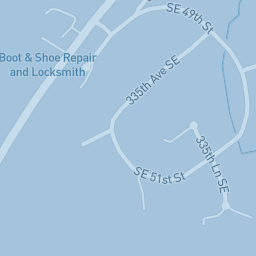 SE 49th St
Boot & Shoe Repair
and Locksmith
335th Ave SE
335th Ln SE
SE 51st St